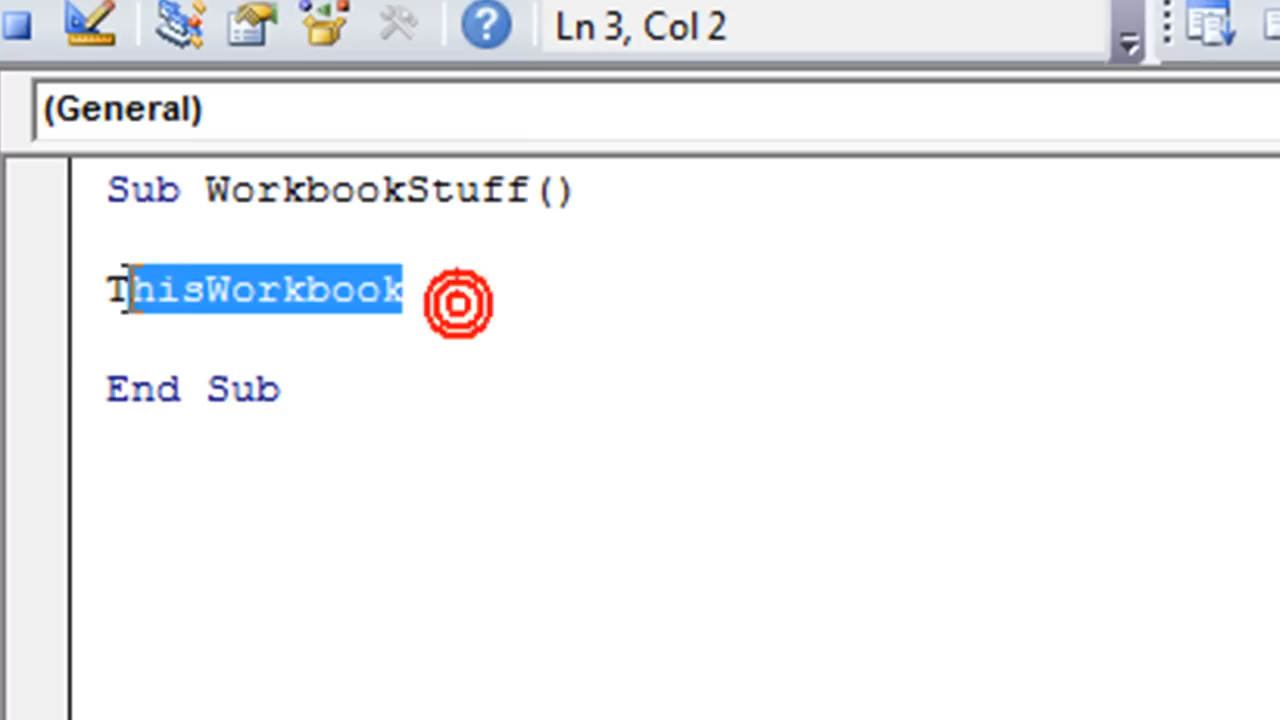 Ln 3, Col 2
(General)
Sub WorkbookStuff()
ThisWorkbook
End Sub